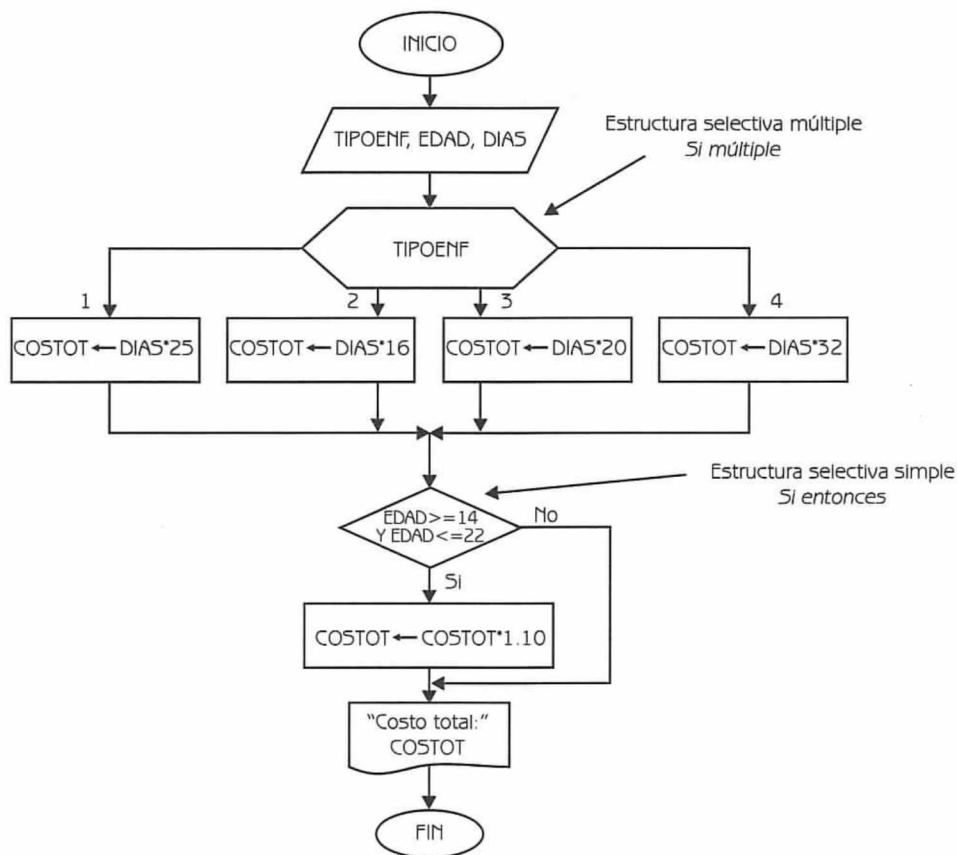 INICIO
TIPOENF, EDAD, DIAS
Estructura selectiva múltiple
Si múltiple
TIPOENF
1
2
3
4
COSTOT ← DIAS*25
COSTOT ← DIAS*16
COSTOT ← DIAS*20
COSTOT ← DIAS*32
Estructura selectiva simple
Si entonces
EDAD>=14
Y EDAD<=22
No
Si
COSTOT ← COSTOT*1.10
“Costo total:”
COSTOT
FIN